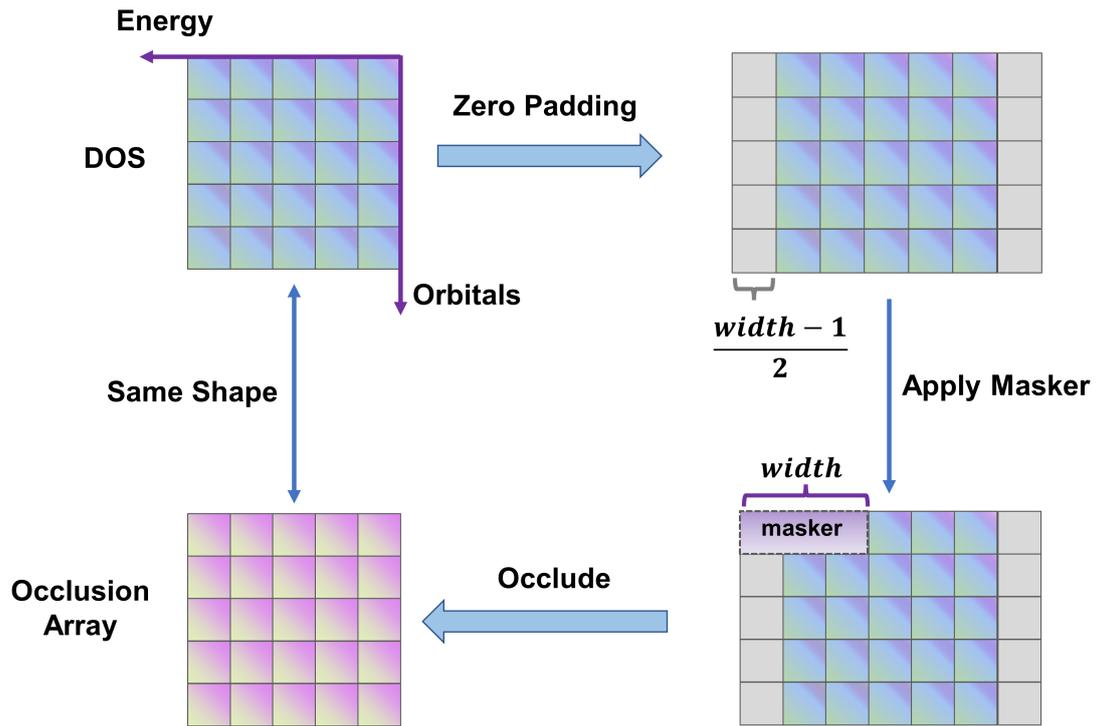 Energy
Zero Padding
DOS
Orbitals
width − 1
2
Same Shape
Apply Masker
width
masker
Occlude
Occlusion
Array